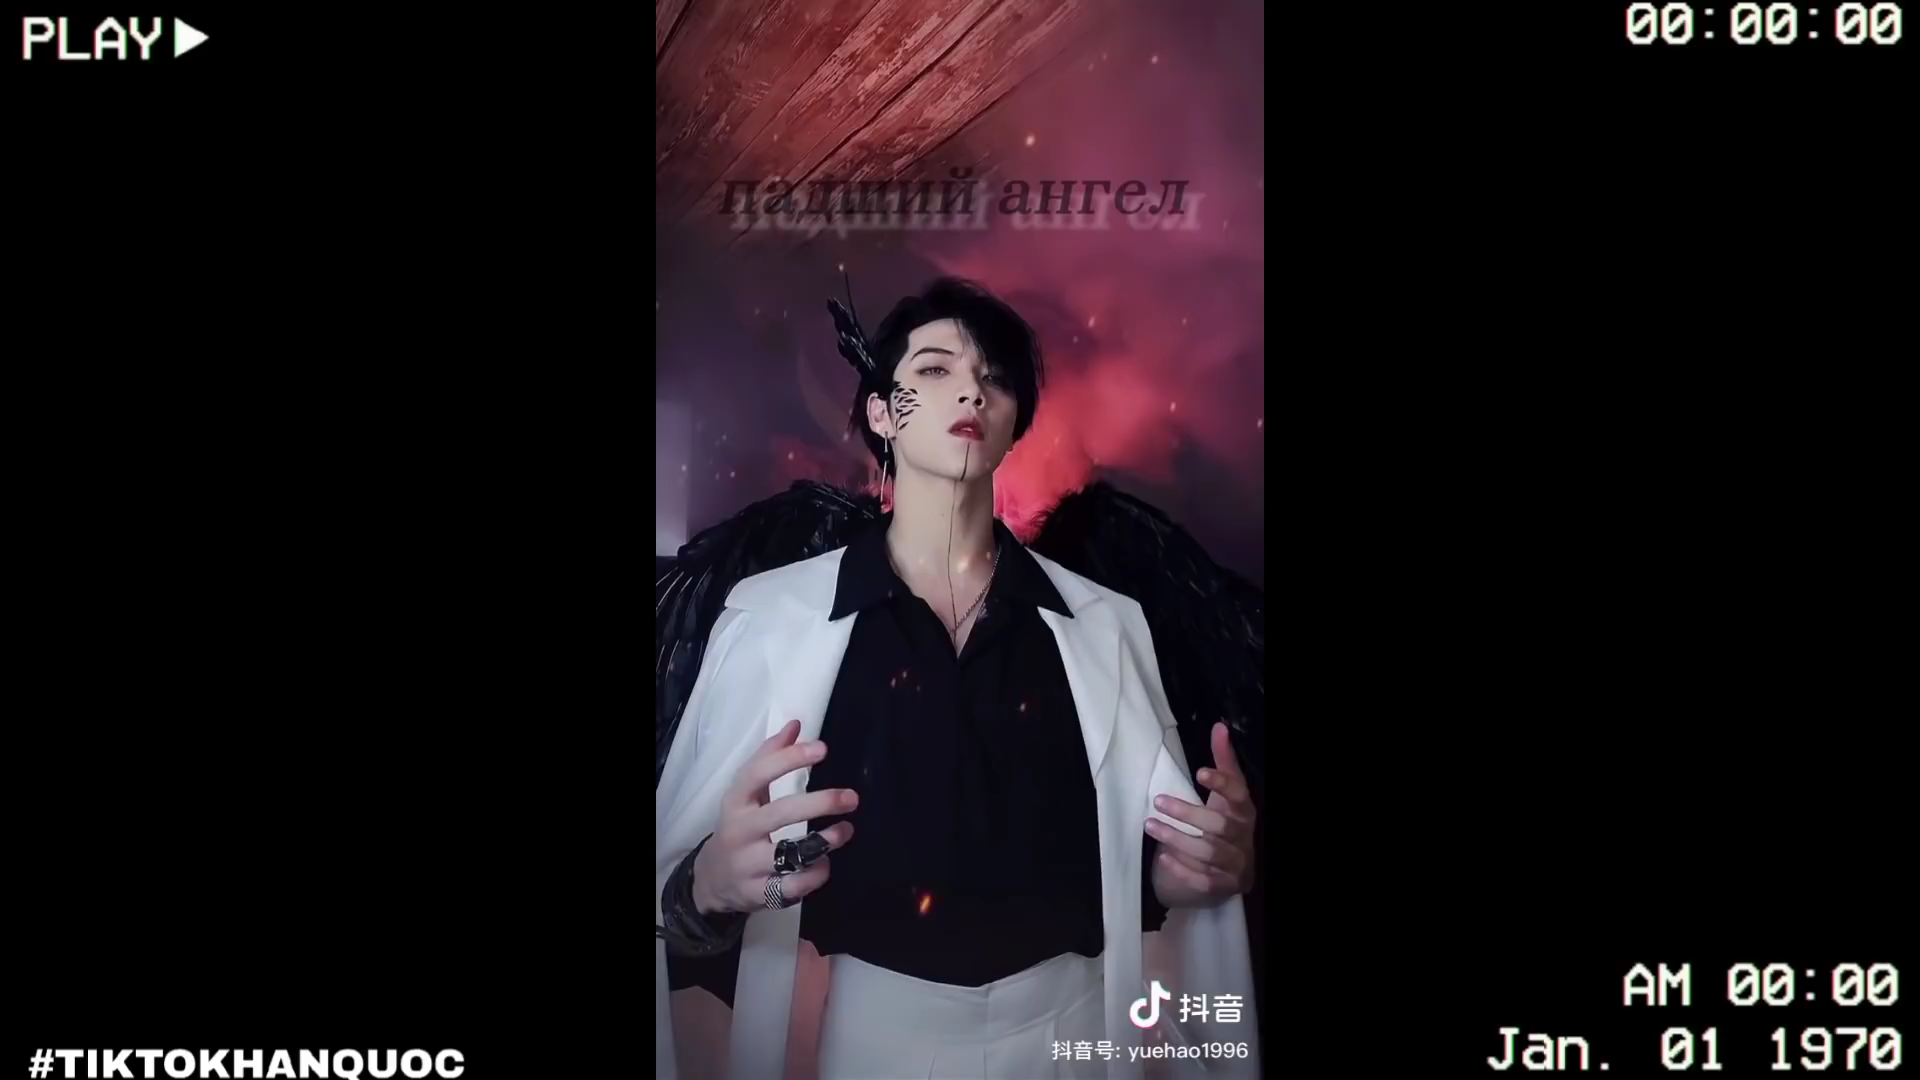 PLAY
00:00:00
падший ангел
抖音
抖音号: yuehao1996
AM 00:00
Jan. 01 1970
#TIKTOKHANQUOC